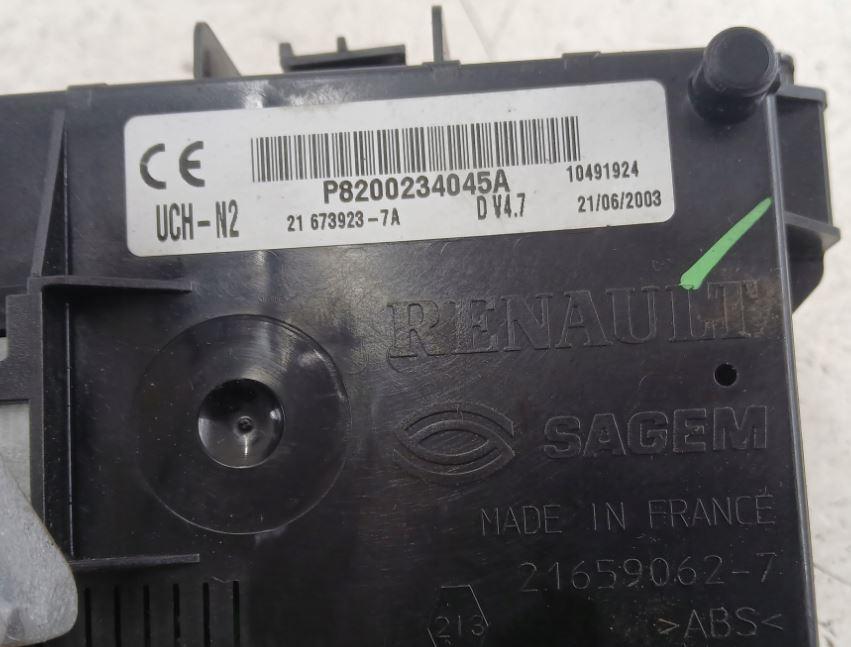 CE
P8200234045A
10491924
UCH-N2
21 673923-7A
D V4.7
21/06/2003
RENAULT
SAGEM
MADE IN FRANCE
21659062-7
213
>ABS<